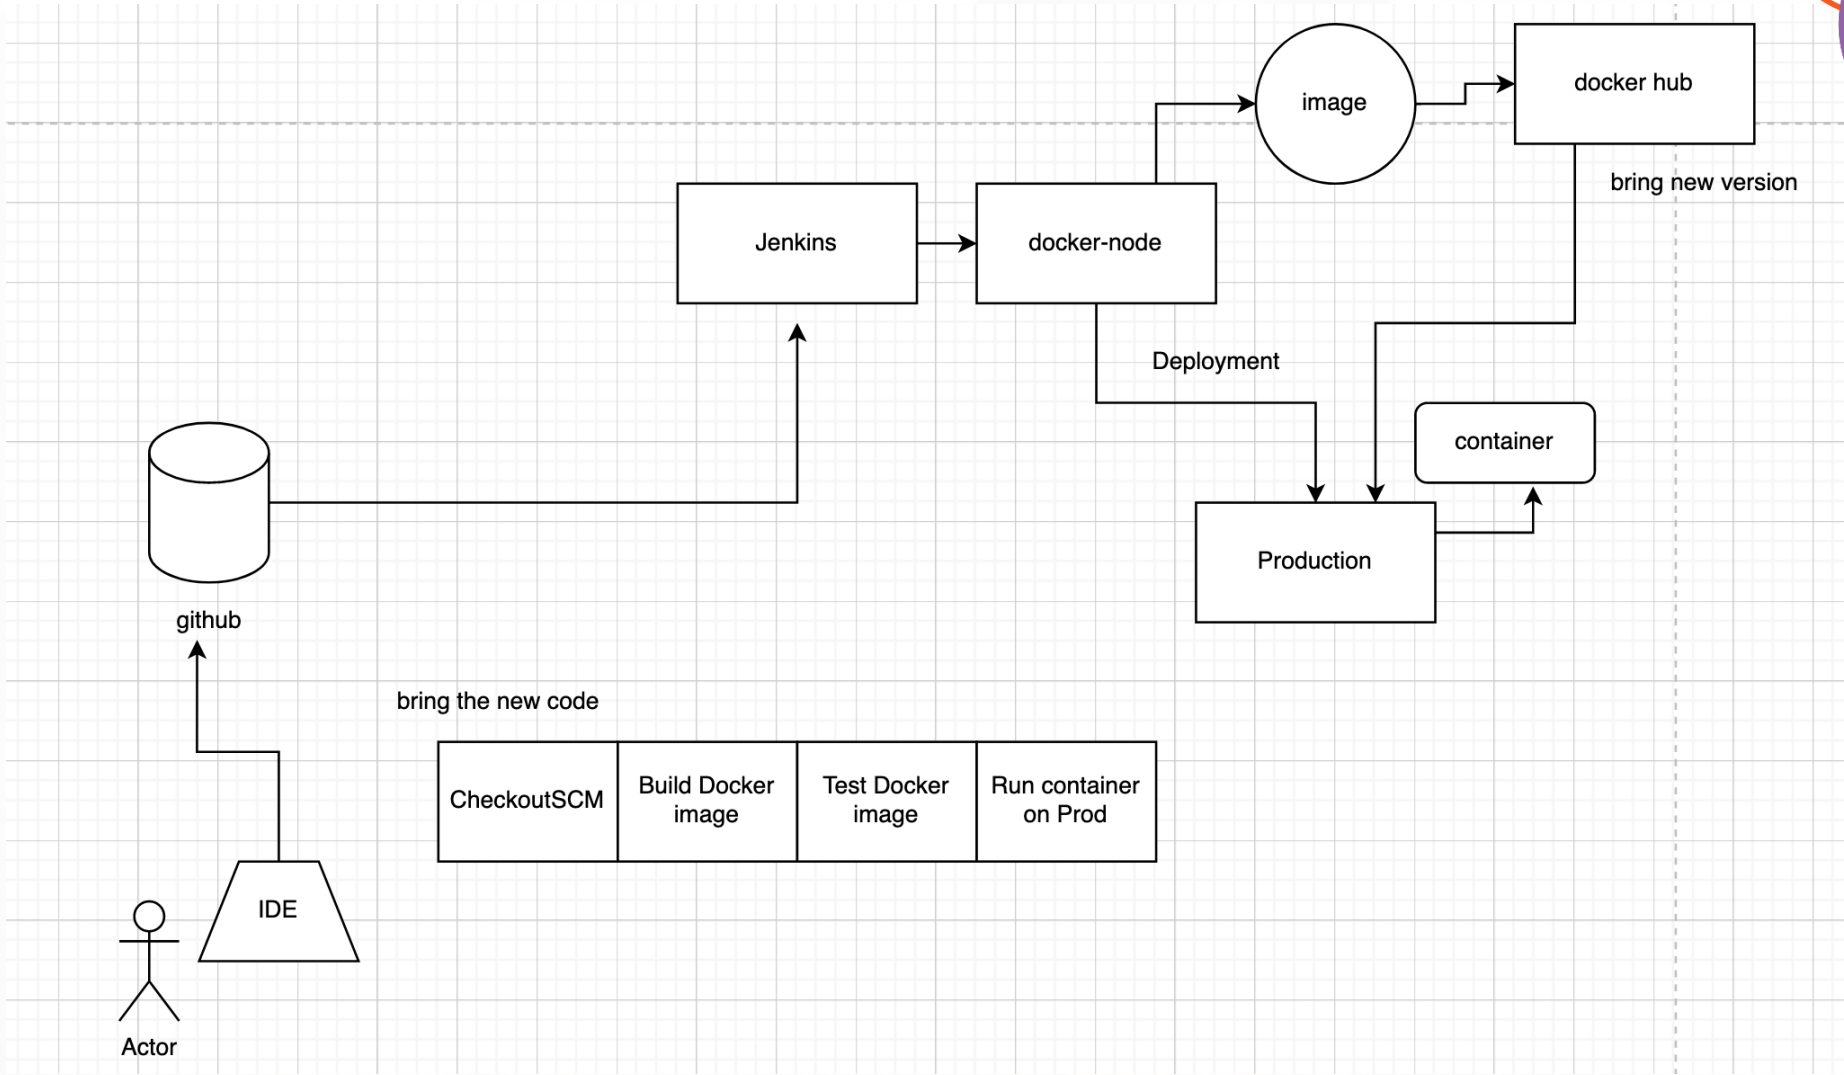 image
docker hub
bring new version
Jenkins
docker-node
Deployment
container
Production
github
bring the new code
CheckoutSCM
Build Docker
image
Test Docker
image
Run container
on Prod
IDE
Actor